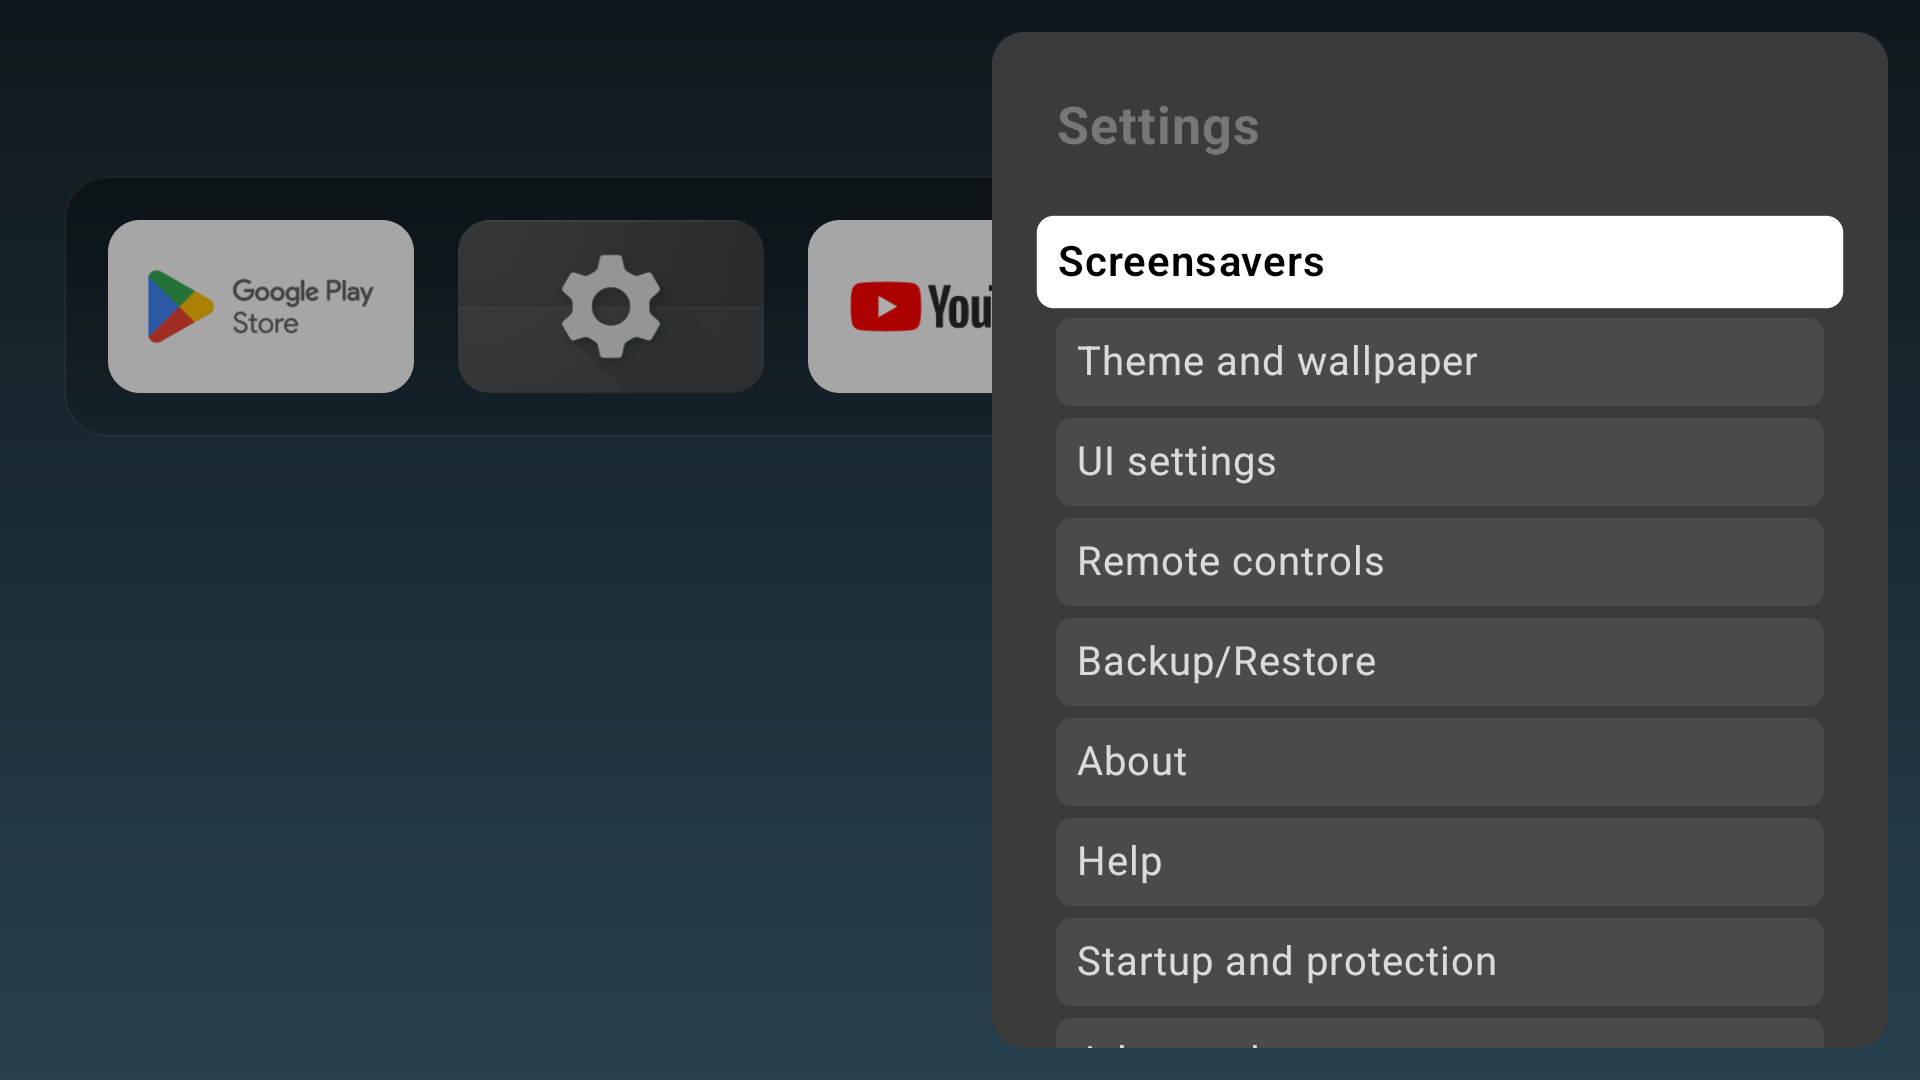 Settings
Screensavers
Google Play
Store
You
Theme and wallpaper
UI settings
Remote controls
Backup/Restore
About
Help
Startup and protection